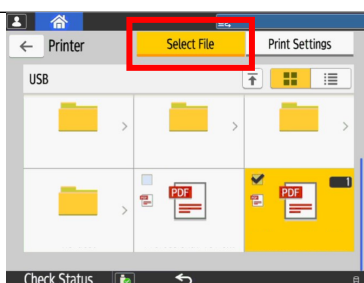 Printer
Select File
Print Settings
USB
PDF
PDF
1
Check Status